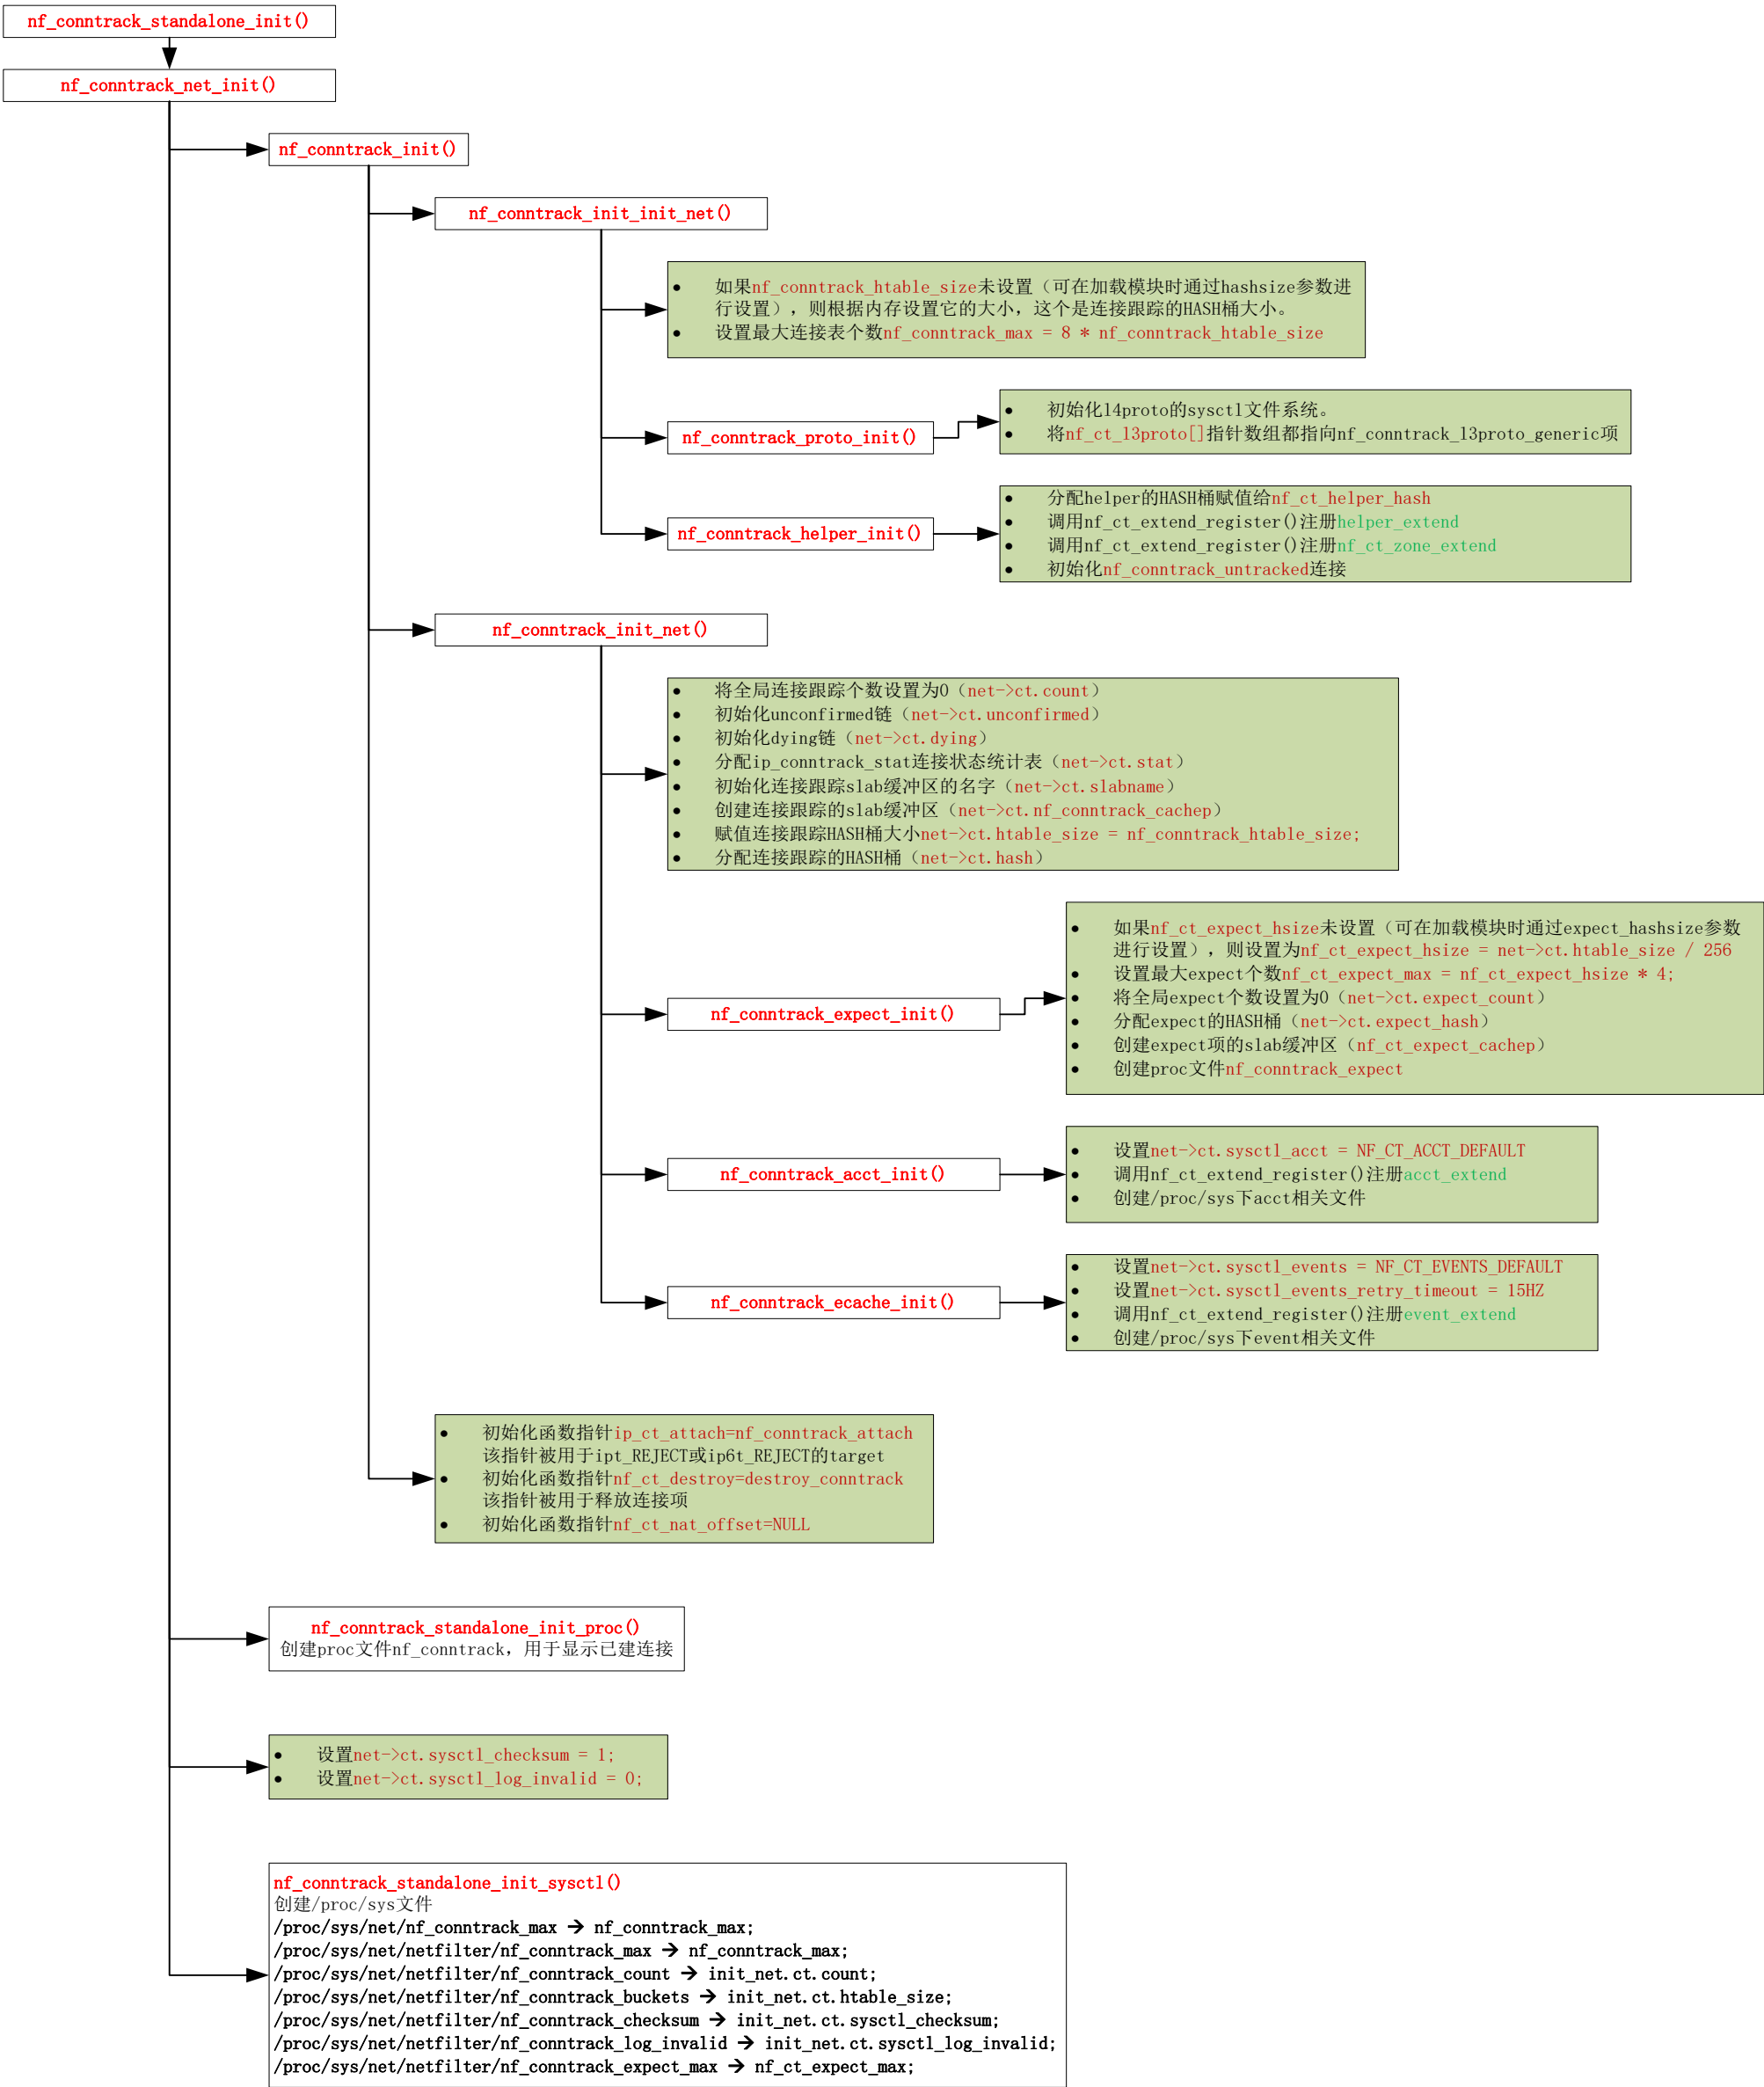 nf_conntrack_standalone_init()
nf_conntrack_net_init()
nf_conntrack_init()
nf_conntrack_init_init_net()
• 如果nf_conntrack_htable_size未设置（可在加载模块时通过hashsize参数进
行设置），则根据内存设置它的大小，这个是连接跟踪的HASH桶大小。
• 设置最大连接表个数nf_conntrack_max = 8 * nf_conntrack_htable_size
nf_conntrack_proto_init()
• 初始化l4proto的sysctl文件系统。
• 将nf_ct_l3proto[]指针数组都指向nf_conntrack_l3proto_generic项
nf_conntrack_helper_init()
• 分配helper的HASH桶赋值给nf_ct_helper_hash
• 调用nf_ct_extend_register()注册helper_extend
• 调用nf_ct_extend_register()注册nf_ct_zone_extend
• 初始化nf_conntrack_untracked连接
nf_conntrack_init_net()
• 将全局连接跟踪个数设置为0（net->ct.count）
• 初始化unconfirmed链（net->ct.unconfirmed）
• 初始化dying链（net->ct.dying）
• 分配ip_conntrack_stat连接状态统计表（net->ct.stat）
• 初始化连接跟踪slab缓冲区的名字（net->ct.slabname）
• 创建连接跟踪的slab缓冲区（net->ct.nf_conntrack_cachep）
• 赋值连接跟踪HASH桶大小net->ct.htable_size = nf_conntrack_htable_size;
• 分配连接跟踪的HASH桶（net->ct.hash）
nf_conntrack_expect_init()
• 如果nf_ct_expect_hsize未设置（可在加载模块时通过expect_hashsize参数
进行设置），则设置为nf_ct_expect_hsize = net->ct.htable_size / 256
• 设置最大expect个数nf_ct_expect_max = nf_ct_expect_hsize * 4;
• 将全局expect个数设置为0（net->ct.expect_count）
• 分配expect的HASH桶（net->ct.expect_hash）
• 创建expect项的slab缓冲区（nf_ct_expect_cachep）
• 创建proc文件nf_conntrack_expect
nf_conntrack_acct_init()
• 设置net->ct.sysctl_acct = NF_CT_ACCT_DEFAULT
• 调用nf_ct_extend_register()注册acct_extend
• 创建/proc/sys下acct相关文件
nf_conntrack_ecache_init()
• 设置net->ct.sysctl_events = NF_CT_EVENTS_DEFAULT
• 设置net->ct.sysctl_events_retry_timeout = 15HZ
• 调用nf_ct_extend_register()注册event_extend
• 创建/proc/sys下event相关文件
• 初始化函数指针ip_ct_attach=nf_conntrack_attach
该指针被用于ipt_REJECT或ip6t_REJECT的target
• 初始化函数指针nf_ct_destroy=destroy_conntrack
该指针被用于释放连接项
• 初始化函数指针nf_ct_nat_offset=NULL
nf_conntrack_standalone_init_proc()
创建proc文件nf_conntrack，用于显示已建连接
• 设置net->ct.sysctl_checksum = 1;
• 设置net->ct.sysctl_log_invalid = 0;
nf_conntrack_standalone_init_sysctl()
创建/proc/sys文件
/proc/sys/net/nf_conntrack_max → nf_conntrack_max;
/proc/sys/net/netfilter/nf_conntrack_max → nf_conntrack_max;
/proc/sys/net/netfilter/nf_conntrack_count → init_net.ct.count;
/proc/sys/net/netfilter/nf_conntrack_buckets → init_net.ct.htable_size;
/proc/sys/net/netfilter/nf_conntrack_checksum → init_net.ct.sysctl_checksum;
/proc/sys/net/netfilter/nf_conntrack_log_invalid → init_net.ct.sysctl_log_invalid;
/proc/sys/net/netfilter/nf_conntrack_expect_max → nf_ct_expect_max;